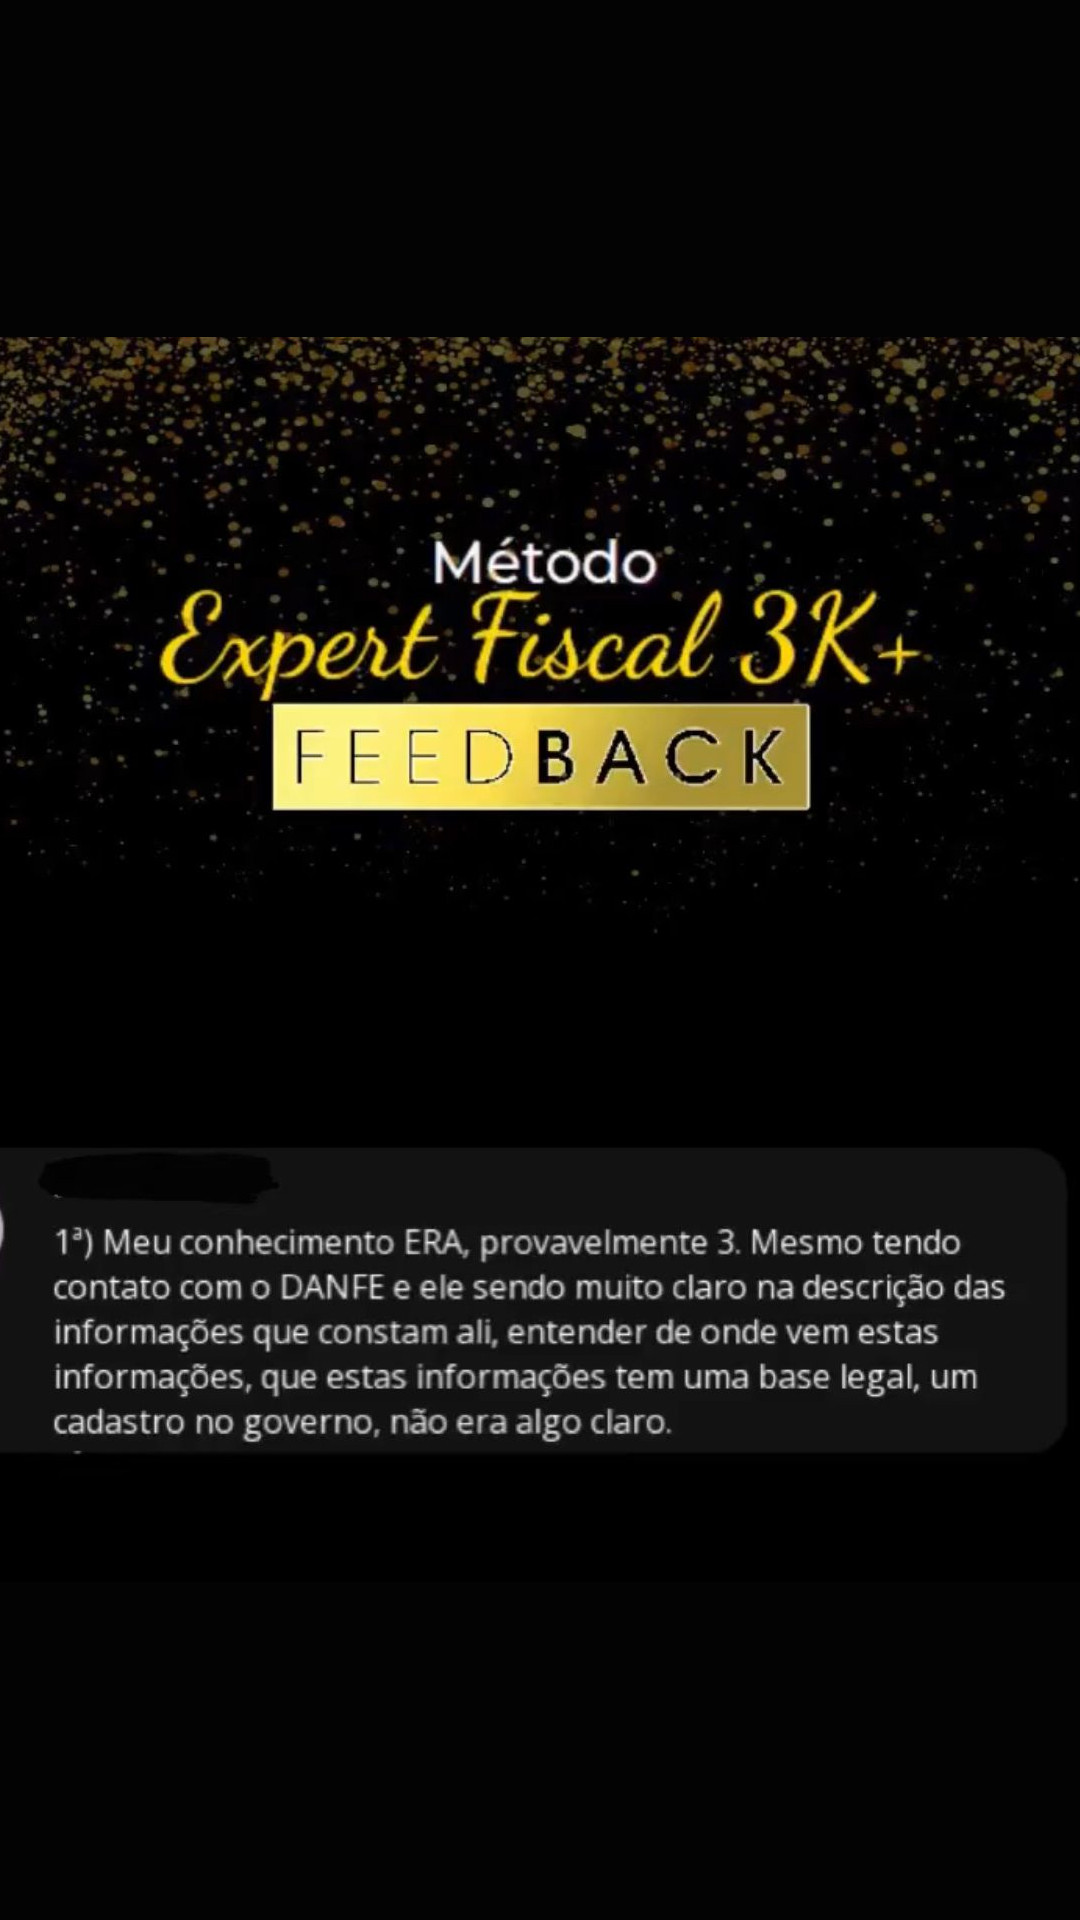 Método
Expert Fiscal 3K+
FEEDBACK
1ª) Meu conhecimento ERA, provavelmente 3. Mesmo tendo
contato com o DANFE e ele sendo muito claro na descrição das
informações que constam ali, entender de onde vem estas
informações, que estas informações tem uma base legal, um
cadastro no governo, não era algo claro.